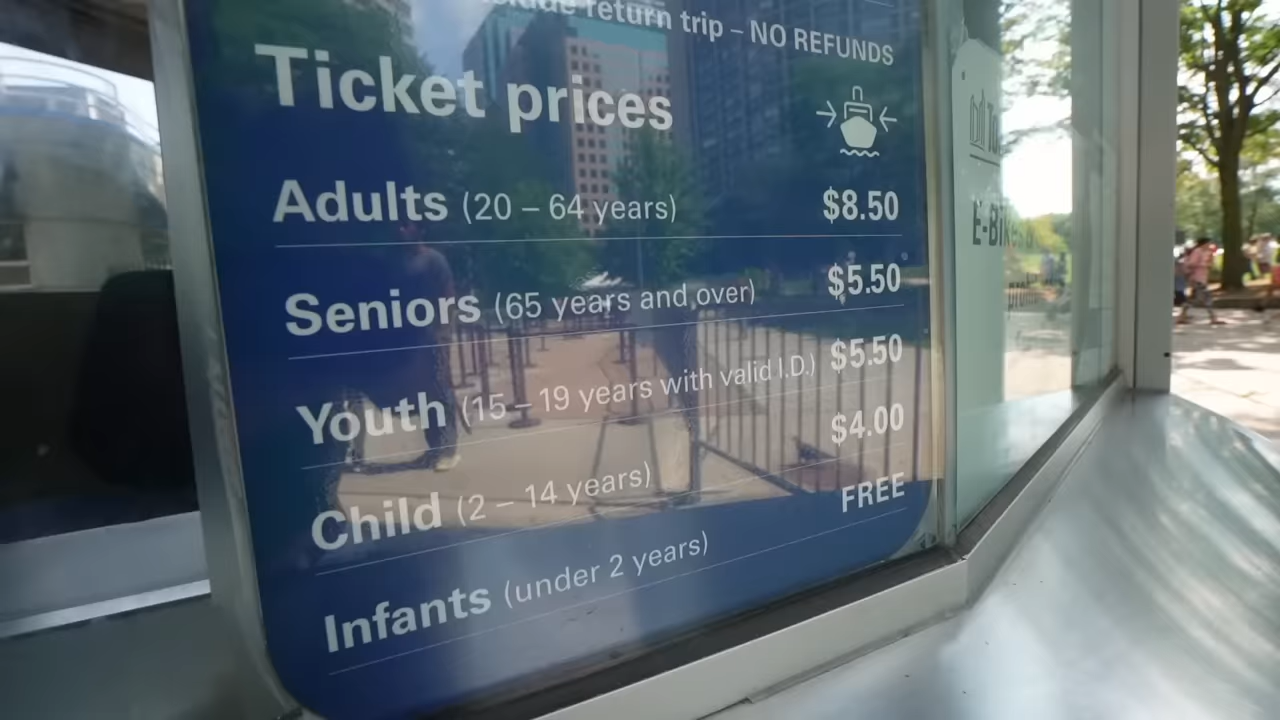 return trip – NO REFUNDS
Ticket prices
Adults (20 – 64 years) $8.50
Seniors (65 years and over) $5.50
Youth (15 – 19 years with valid I.D.) $5.50
Child (2 – 14 years) $4.00
Infants (under 2 years) FREE
E-Bikes